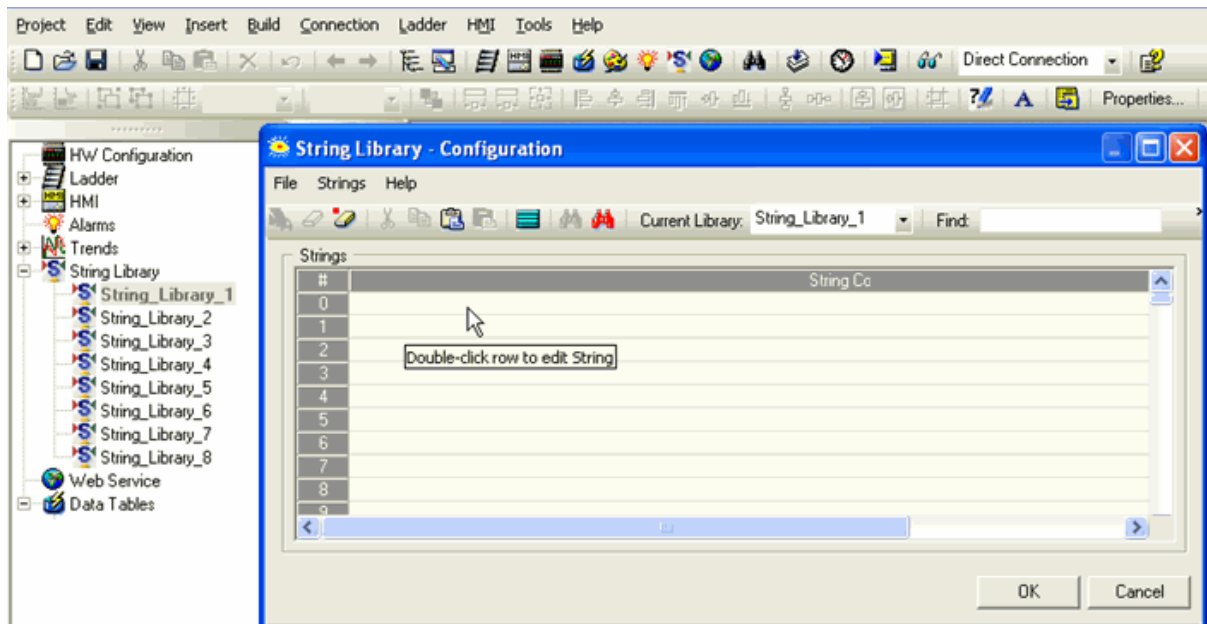 Project Edit View Insert Build Connection Ladder HMI Tools Help
Direct Connection
Properties...
HW Configuration
Ladder
HMI
Alarms
Trends
String Library
String_Library_1
String_Library_2
String_Library_3
String_Library_4
String_Library_5
String_Library_6
String_Library_7
String_Library_8
Web Service
Data Tables
String Library - Configuration
File Strings Help
Current Library: String_Library_1 Find:
Strings
# String Co
0
1
2
Double-click row to edit String
3
4
5
6
7
8
9
OK Cancel